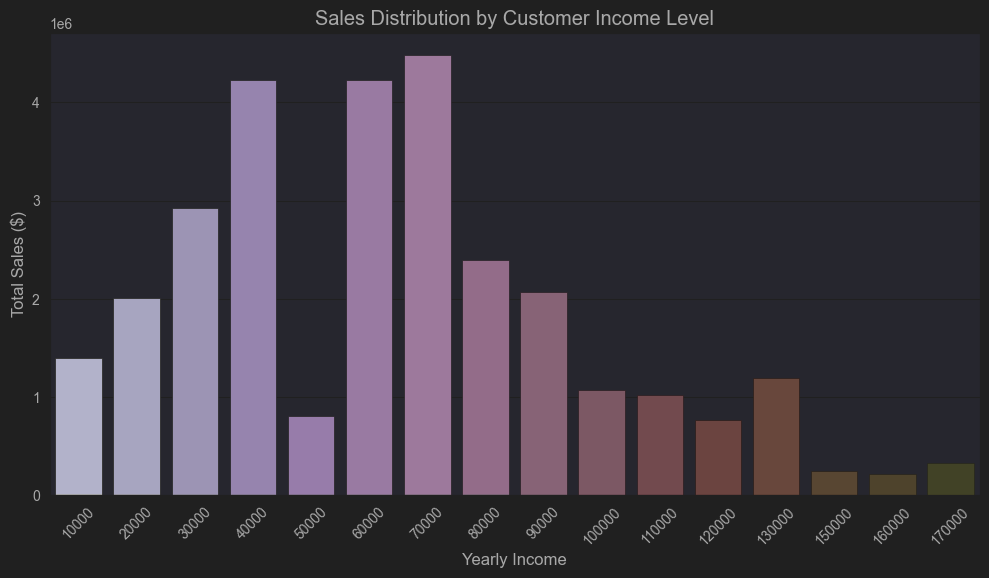 Sales Distribution by Customer Income Level
1e6
4
3
2
1
0
Total Sales ($)
10000 20000 30000 40000 50000 60000 70000 80000 90000 100000 110000 120000 130000 150000 160000 170000
Yearly Income